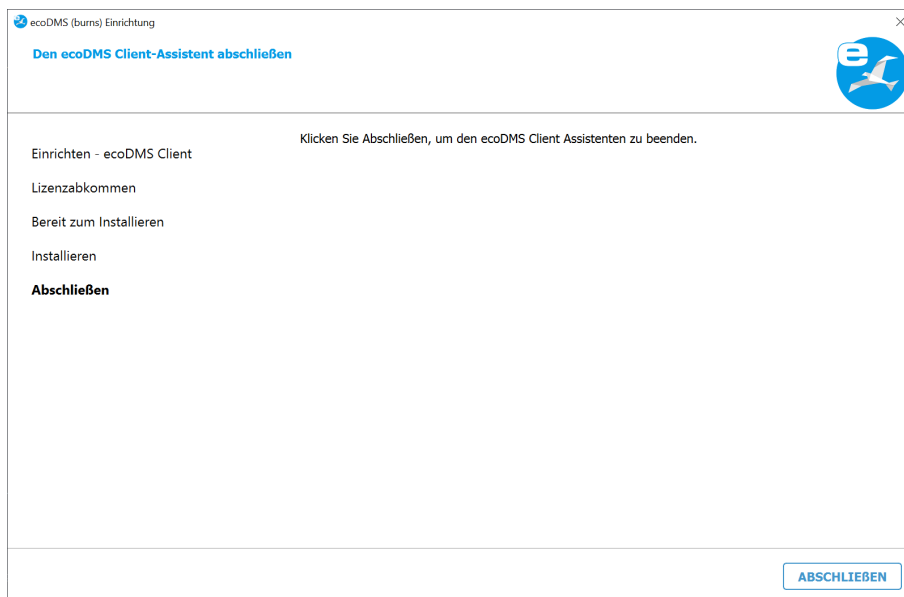 ecoDMS (burns) Einrichtung
Den ecoDMS Client-Assistent abschließen
e
Klicken Sie Abschließen, um den ecoDMS Client Assistenten zu beenden.
Einrichten - ecoDMS Client
Lizenzabkommen
Bereit zum Installieren
Installieren
Abschließen
ABSCHLIEßEN